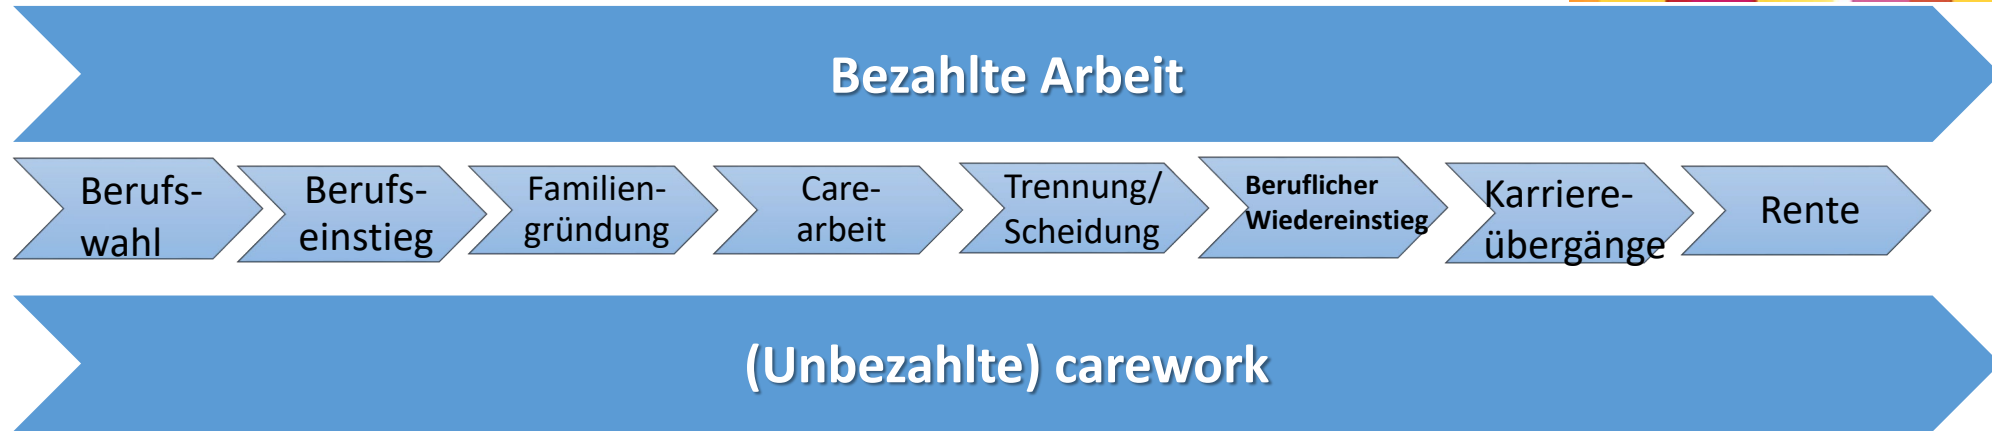 Bezahlte Arbeit
Berufs-
wahl
Berufs-
einstieg
Familien-
gründung
Care-
arbeit
Trennung/
Scheidung
Beruflicher
Wiedereinstieg
Karriere-
übergänge
Rente
(Unbezahlte) carework